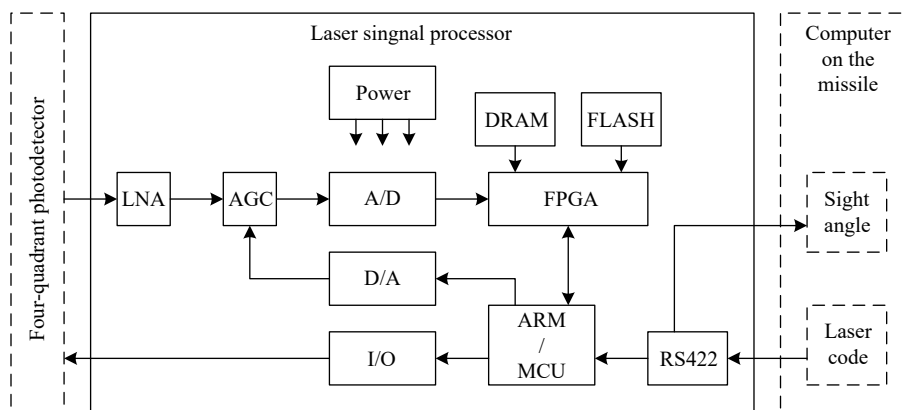 Laser singnal processor
Computer
on the
missile
Four-quadrant photodetector
Power
DRAM
FLASH
LNA
AGC
A/D
FPGA
Sight
angle
D/A
ARM
/
MCU
I/O
RS422
Laser
code